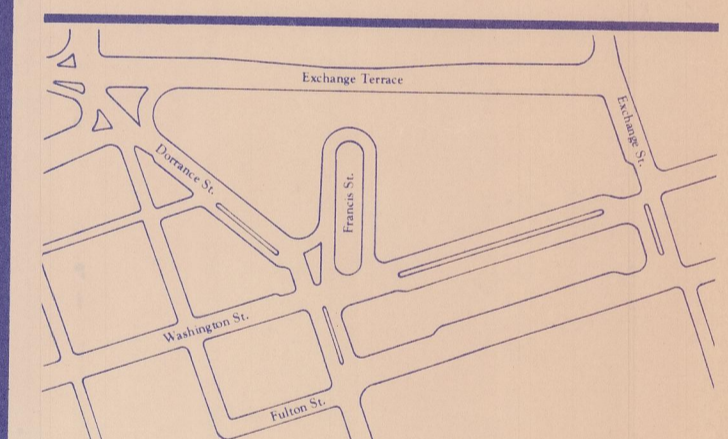 Exchange Terrace
Exchange St.
Dorrance St.
Francis St.
Washington St.
Fulton St.